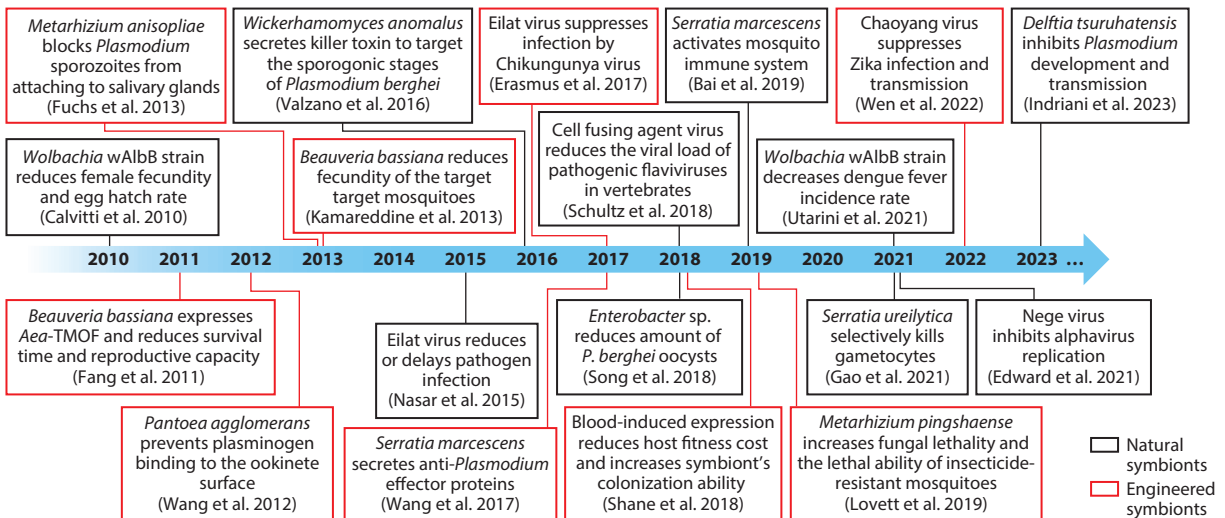 Metarhizium anisopliae
blocks Plasmodium
sporozoites from
attaching to salivary glands
(Fuchs et al. 2013)
Wickerhamomyces anomalus
secretes killer toxin to target
the sporogonic stages
of Plasmodium berghei
(Valzano et al. 2016)
Eilat virus suppresses
infection by
Chikungunya virus
(Erasmus et al. 2017)
Serratia marcescens
activates mosquito
immune system
(Bai et al. 2019)
Chaoyang virus
suppresses
Zika infection and
transmission
(Wen et al. 2022)
Delftia tsuruhatensis
inhibits Plasmodium
development and
transmission
(Indriani et al. 2023)
Wolbachia wAlbB strain
reduces female fecundity
and egg hatch rate
(Calvitti et al. 2010)
Beauveria bassiana reduces
fecundity of the target
target mosquitoes
(Kamareddine et al. 2013)
Cell fusing agent virus
reduces the viral load of
pathogenic flaviviruses
in vertebrates
(Schultz et al. 2018)
Wolbachia wAlbB strain
decreases dengue fever
incidence rate
(Utarini et al. 2021)
2010 2011 2012 2013 2014 2015 2016 2017 2018 2019 2020 2021 2022 2023 ...
Beauveria bassiana expresses
Aea-TMOF and reduces survival
time and reproductive capacity
(Fang et al. 2011)
Eilat virus reduces
or delays pathogen
infection
(Nasar et al. 2015)
Enterobacter sp.
reduces amount of
P. berghei oocysts
(Song et al. 2018)
Serratia ureilytica
selectively kills
gametocytes
(Gao et al. 2021)
Nege virus
inhibits alphavirus
replication
(Edward et al. 2021)
Pantoea agglomerans
prevents plasminogen
binding to the ookinete
surface
(Wang et al. 2012)
Serratia marcescens
secretes anti-Plasmodium
effector proteins
(Wang et al. 2017)
Blood-induced expression
reduces host fitness cost
and increases symbiont's
colonization ability
(Shane et al. 2018)
Metarhizium pingshaense
increases fungal lethality and
the lethal ability of insecticide-
resistant mosquitoes
(Lovett et al. 2019)
Natural
symbionts
Engineered
symbionts